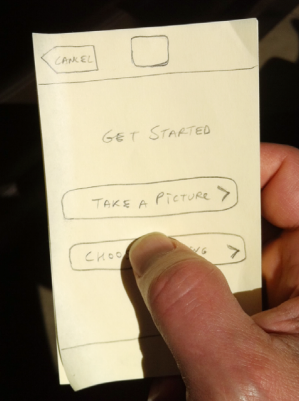 CANCEL
GET STARTED
TAKE A PICTURE >
>